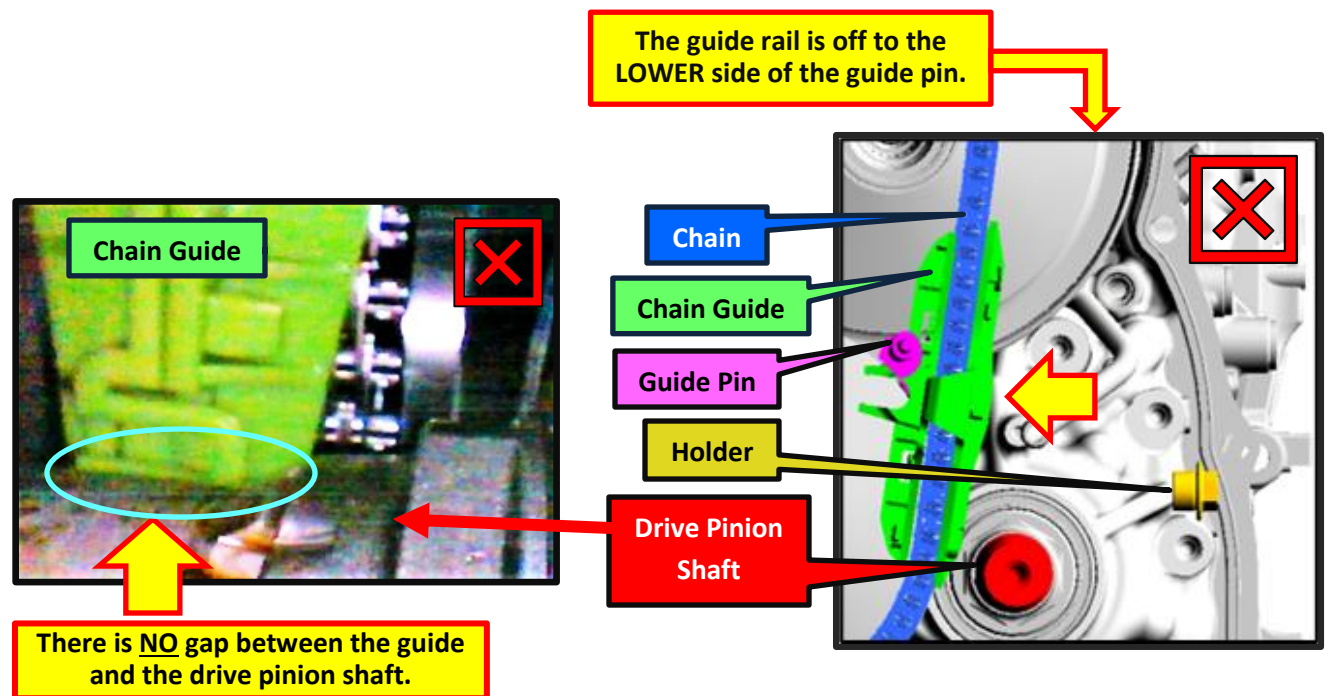 The guide rail is off to the
LOWER side of the guide pin.
Chain Guide
Chain
Chain Guide
Guide Pin
Holder
Drive Pinion
Shaft
There is NO gap between the guide
and the drive pinion shaft.